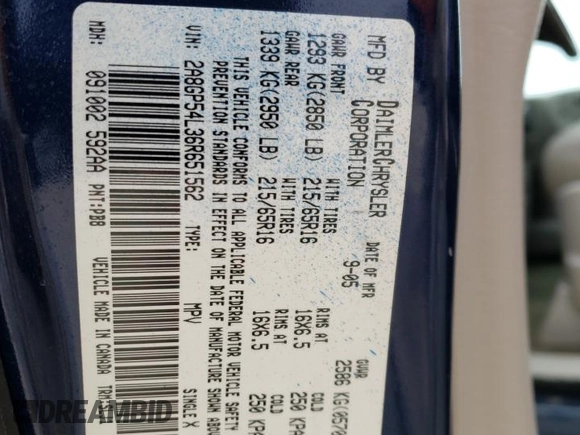 MFD BY DAIMLERCHRYSLER CORPORATION
DATE OF MFR 9-05
GVWR 2586 KG(0570
GAWR FRONT WITH TIRES RIMS AT COLD
1293 KG(2850 LB) 215/65R16 16X6.5 250 KPA
GAWR REAR WITH TIRES RIMS AT COLD
1339 KG(2950 LB) 215/65R16 16X6.5 250 KPA
THIS VEHICLE CONFORMS TO ALL APPLICABLE FEDERAL MOTOR VEHICLE SAFETY
PREVENTION STANDARDS IN EFFECT ON THE DATE OF MANUFACTURE SHOWN ABOVE
VIN: 2A8GP54L36R651562 TYPE: MPV SINGLE X
MDH: 091002 592AA PNT:PBB VEHICLE MADE IN CANADA TRM
DREAMBID